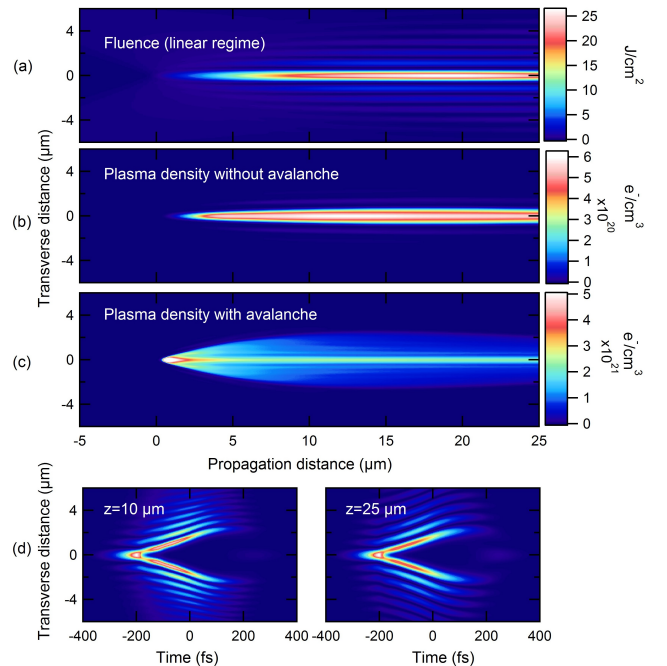 (a)
Fluence (linear regime)
4
0
-4
25
20
15
10
5
0
J/cm²
(b)
Plasma density without avalanche
4
0
-4
6
5
4
3
2
1
0
e⁻/cm³
x10²⁰
Transverse distance (µm)
(c)
Plasma density with avalanche
4
0
-4
5
4
3
2
1
0
e⁻/cm³
x10²¹
-5
0
5
10
15
20
25
Propagation distance (µm)
(d)
Transverse distance (µm)
z=10 µm
4
0
-4
-400
-200
0
200
400
Time (fs)
z=25 µm
-400
-200
0
200
400
Time (fs)